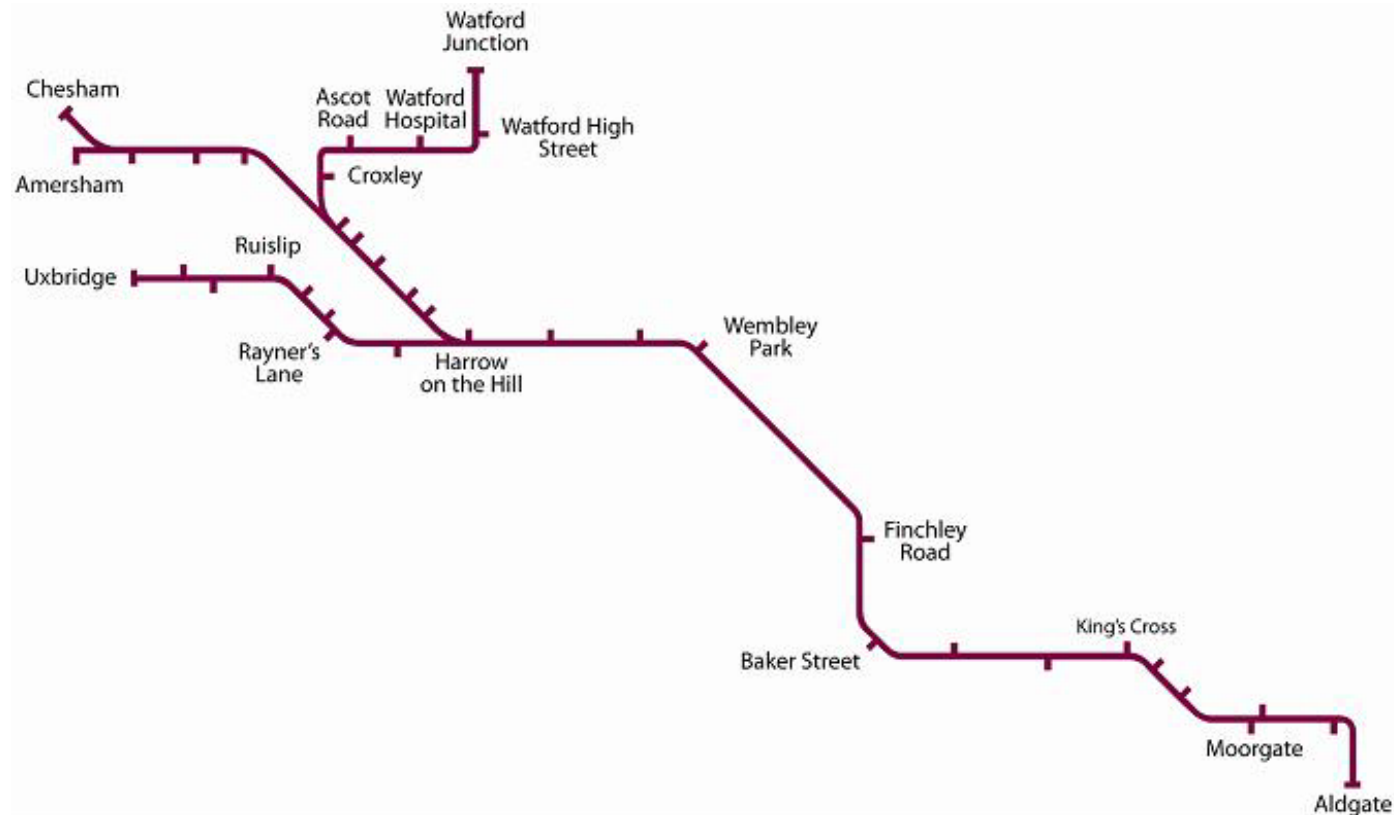 Watford
Junction
Chesham
Ascot
Road
Watford
Hospital
Watford High
Street
Croxley
Amersham
Ruislip
Uxbridge
Rayner's
Lane
Harrow
on the Hill
Wembley
Park
Finchley
Road
King's Cross
Baker Street
Moorgate
Aldgate